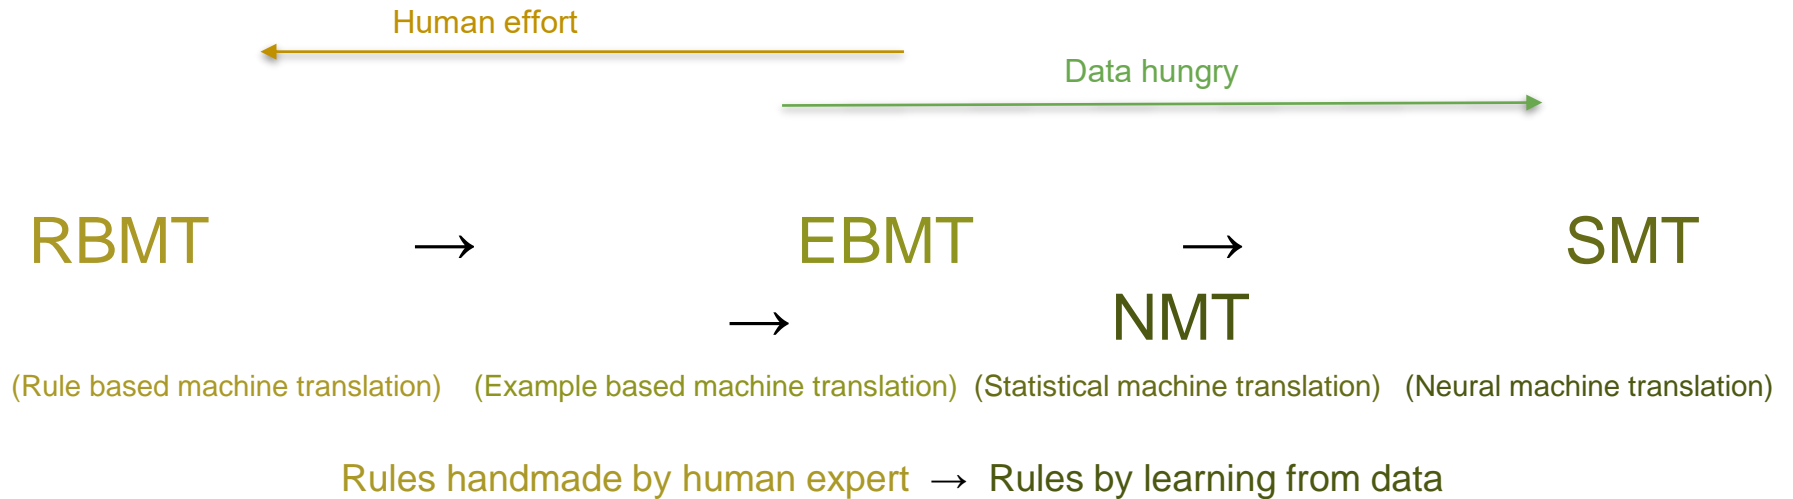 Human effort
Data hungry
RBMT → EBMT → SMT
→ NMT
(Rule based machine translation) (Example based machine translation) (Statistical machine translation) (Neural machine translation)
Rules handmade by human expert → Rules by learning from data